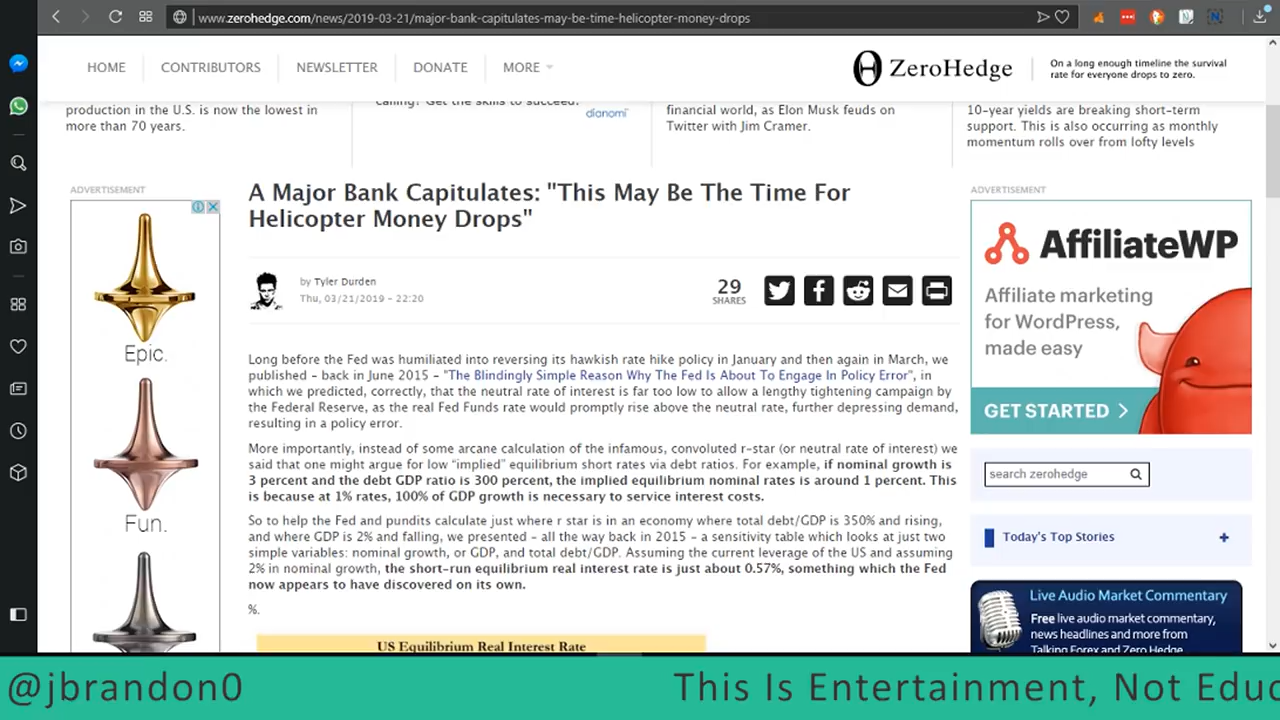 www.zerohedge.com/news/2019-03-21/major-bank-capitulates-may-be-time-helicopter-money-drops
HOME
CONTRIBUTORS
NEWSLETTER
DONATE
MORE
ZeroHedge
On a long enough timeline the survival
rate for everyone drops to zero.
production in the U.S. is now the lowest in
more than 70 years.
calling? Get the skills to succeed.
dianomi
financial world, as Elon Musk feuds on
Twitter with Jim Cramer.
10-year yields are breaking short-term
support. This is also occurring as monthly
momentum rolls over from lofty levels
ADVERTISEMENT
Epic.
Fun.
A Major Bank Capitulates: "This May Be The Time For
Helicopter Money Drops"
by Tyler Durden
Thu, 03/21/2019 - 22:20
29
SHARES
Long before the Fed was humiliated into reversing its hawkish rate hike policy in January and then again in March, we
published - back in June 2015 - "The Blindingly Simple Reason Why The Fed Is About To Engage In Policy Error", in
which we predicted, correctly, that the neutral rate of interest is far too low to allow a lengthy tightening campaign by
the Federal Reserve, as the real Fed Funds rate would promptly rise above the neutral rate, further depressing demand,
resulting in a policy error.
More importantly, instead of some arcane calculation of the infamous, convoluted r-star (or neutral rate of interest) we
said that one might argue for low “implied” equilibrium short rates via debt ratios. For example, if nominal growth is
3 percent and the debt GDP ratio is 300 percent, the implied equilibrium nominal rates is around 1 percent. This
is because at 1% rates, 100% of GDP growth is necessary to service interest costs.
So to help the Fed and pundits calculate just where r star is in an economy where total debt/GDP is 350% and rising,
and where GDP is 2% and falling, we presented - all the way back in 2015 - a sensitivity table which looks at just two
simple variables: nominal growth, or GDP, and total debt/GDP. Assuming the current leverage of the US and assuming
2% in nominal growth, the short-run equilibrium real interest rate is just about 0.57%, something which the Fed
now appears to have discovered on its own.
%.
US Equilibrium Real Interest Rate
ADVERTISEMENT
AffiliateWP
Affiliate marketing
for WordPress,
made easy
GET STARTED
search zerohedge
Today's Top Stories +
Live Audio Market Commentary
Free live audio market commentary,
news headlines and more from
Talking Forex and Zero Hedge
@jbrandon0
This Is Entertainment, Not Educ